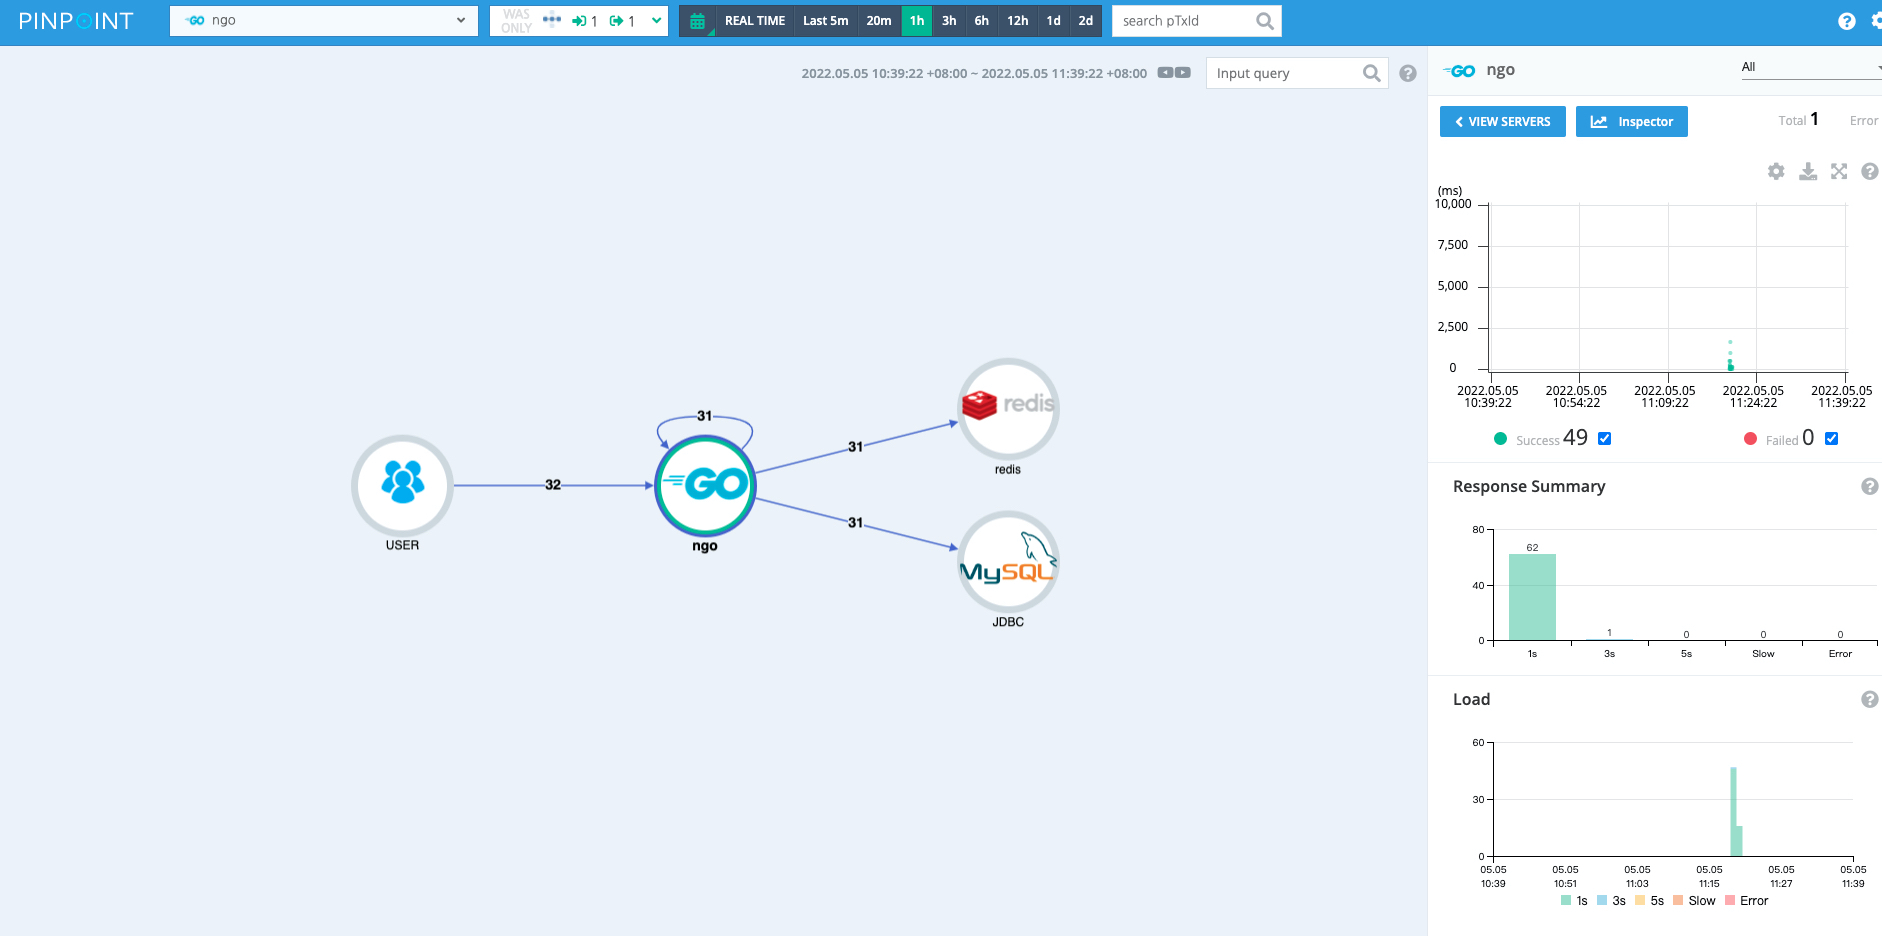 PINPOINT
GO ngo
WAS ONLY
1 1
REAL TIME Last 5m 20m 1h 3h 6h 12h 1d 2d
search pTxId
2022.05.05 10:39:22 +08:00 ~ 2022.05.05 11:39:22 +08:00
Input query
GO ngo
All
VIEW SERVERS
Inspector
Total 1
Error
(ms)
10,000
7,500
5,000
2,500
0
2022.05.05 2022.05.05 2022.05.05 2022.05.05 2022.05.05
10:39:22 10:54:22 11:09:22 11:24:22 11:39:22
Success 49
Failed 0
31
32
31
31
GO
redis
MySQL
USER
ngo
redis
JDBC
Response Summary
80
40
0
62
1
0
0
0
1s 3s 5s Slow Error
Load
60
30
0
05.05 05.05 05.05 05.05 05.05 05.05
10:39 10:51 11:03 11:15 11:27 11:39
1s 3s 5s Slow Error